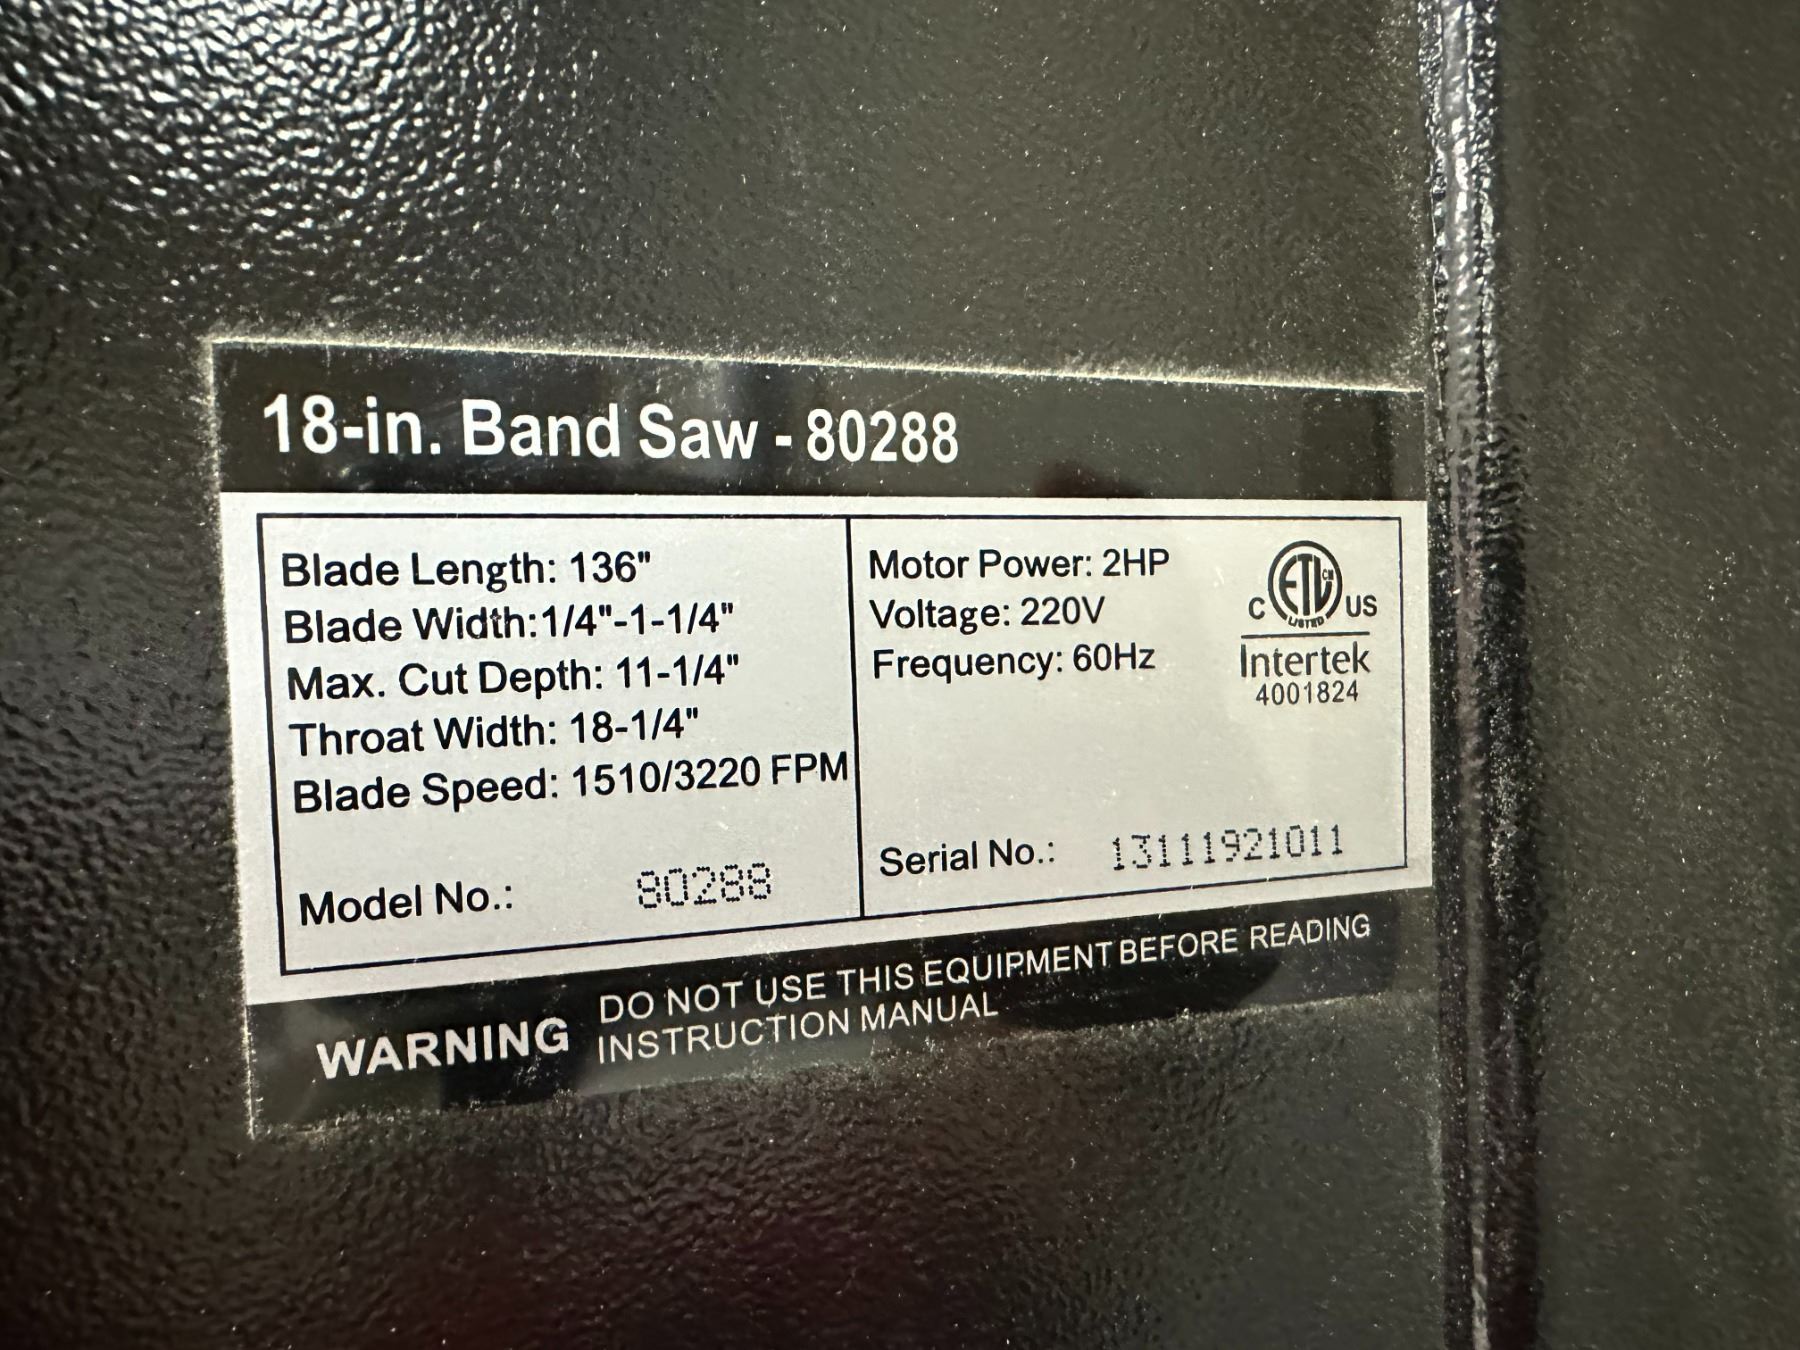 18-in. Band Saw - 80288
Blade Length: 136"
Blade Width:1/4"-1-1/4"
Max. Cut Depth: 11-1/4"
Throat Width: 18-1/4"
Blade Speed: 1510/3220 FPM
Model No.: 80288
Motor Power: 2HP
Voltage: 220V
Frequency: 60Hz
C ETL CM US
LISTED
Intertek
4001824
Serial No.: 13111921011
WARNING DO NOT USE THIS EQUIPMENT BEFORE READING
INSTRUCTION MANUAL